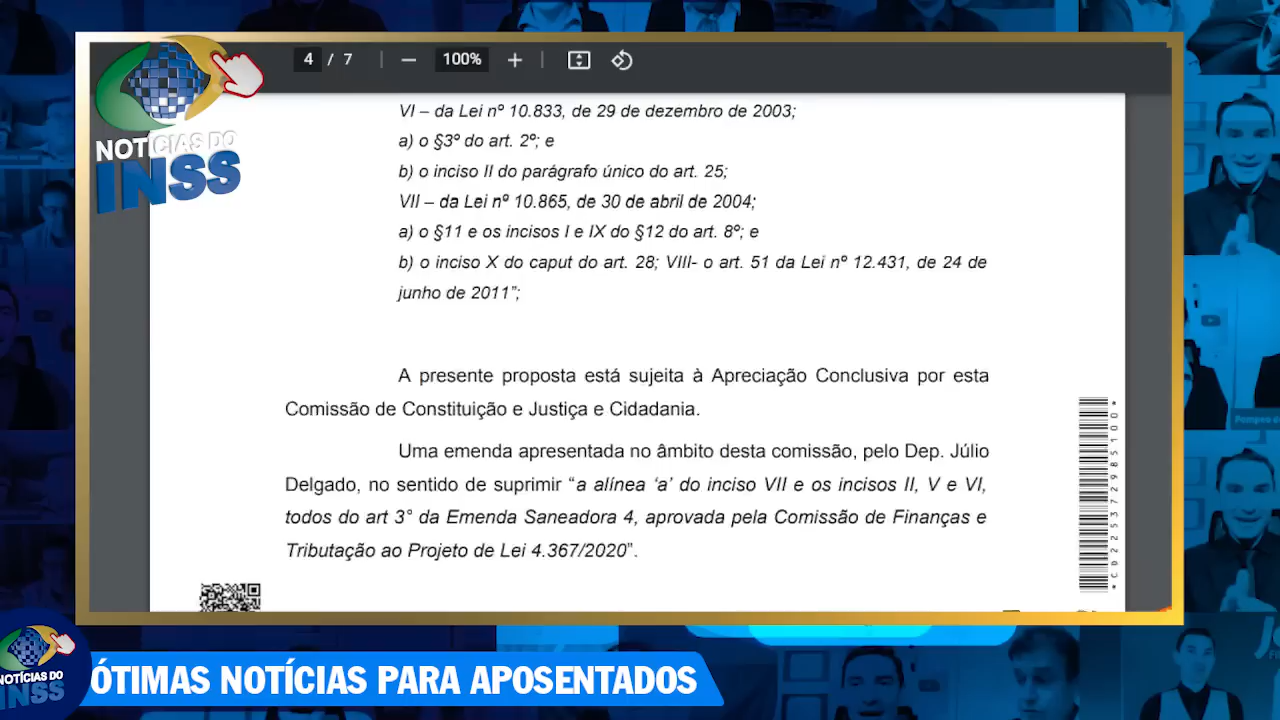 4 / 7 — 100% +
NOTÍCIAS DO
INSS
VI – da Lei nº 10.833, de 29 de dezembro de 2003;
a) o §3º do art. 2º; e
b) o inciso II do parágrafo único do art. 25;
VII – da Lei nº 10.865, de 30 de abril de 2004;
a) o §11 e os incisos I e IX do §12 do art. 8º; e
b) o inciso X do caput do art. 28; VIII- o art. 51 da Lei nº 12.431, de 24 de
junho de 2011”;
A presente proposta está sujeita à Apreciação Conclusiva por esta
Comissão de Constituição e Justiça e Cidadania.
Uma emenda apresentada no âmbito desta comissão, pelo Dep. Júlio
Delgado, no sentido de suprimir “a alínea ‘a’ do inciso VII e os incisos II, V e VI,
todos do art 3° da Emenda Saneadora 4, aprovada pela Comissão de Finanças e
Tributação ao Projeto de Lei 4.367/2020”.
*CD225372985100*
NOTÍCIAS DO
INSS
ÓTIMAS NOTÍCIAS PARA APOSENTADOS